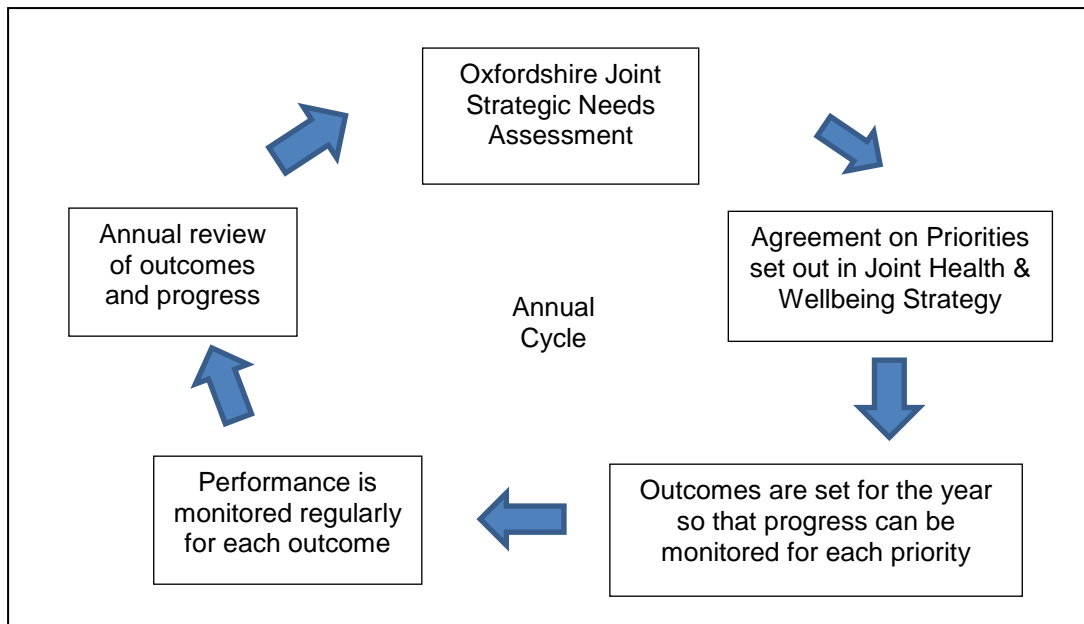 Oxfordshire Joint
Strategic Needs
Assessment
Annual review
of outcomes
and progress
Agreement on Priorities
set out in Joint Health &
Wellbeing Strategy
Annual
Cycle
Performance is
monitored regularly
for each outcome
Outcomes are set for the year
so that progress can be
monitored for each priority